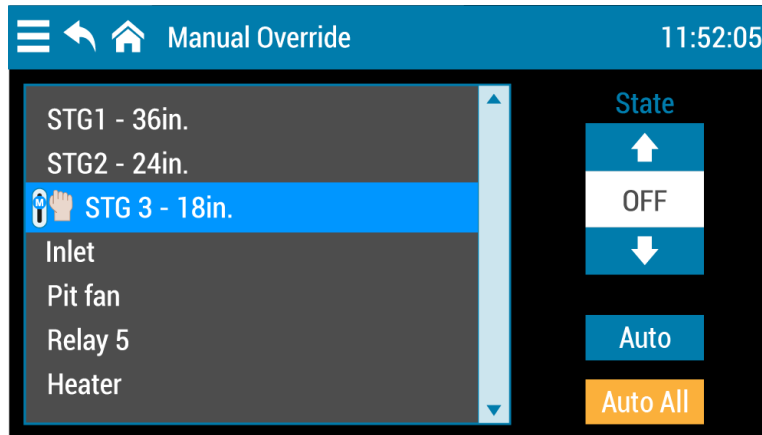 Manual Override 11:52:05
STG1 - 36in.
STG2 - 24in.
M STG 3 - 18in.
Inlet
Pit fan
Relay 5
Heater
State
OFF
Auto
Auto All